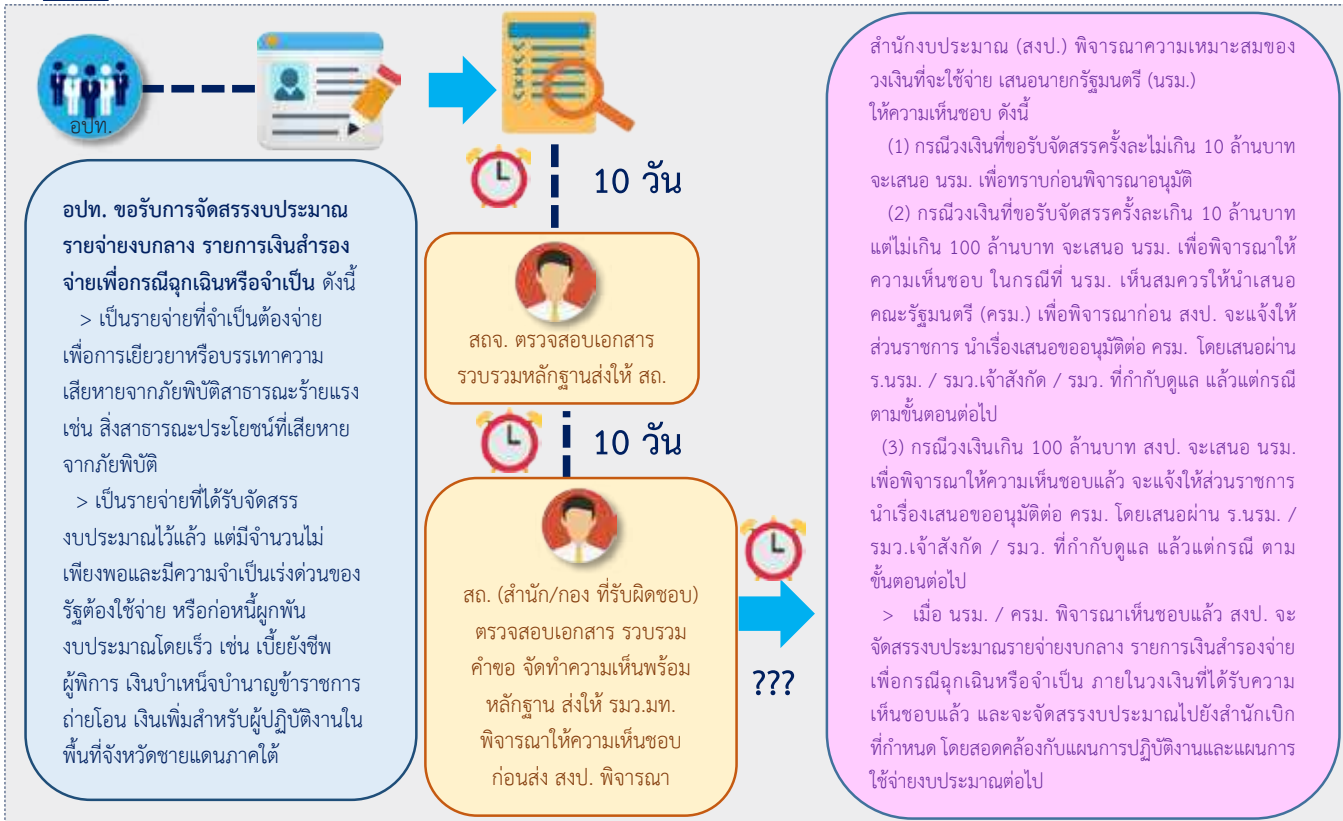 อปท.
อปท. ขอรับการจัดสรรงบประมาณ
รายจ่ายงบกลาง รายการเงินสำรอง
จ่ายเพื่อกรณีฉุกเฉินหรือจำเป็น ดังนี้
> เป็นรายจ่ายที่จำเป็นต้องจ่าย
เพื่อการเยียวยาหรือบรรเทาความ
เสียหายจากภัยพิบัติสาธารณะร้ายแรง
เช่น สิ่งสาธารณะประโยชน์ที่เสียหาย
จากภัยพิบัติ
> เป็นรายจ่ายที่ได้รับจัดสรร
งบประมาณไว้แล้ว แต่มีจำนวนไม่
เพียงพอและมีความจำเป็นเร่งด่วนของ
รัฐต้องใช้จ่าย หรือก่อหนี้ผูกพัน
งบประมาณโดยเร็ว เช่น เบี้ยยังชีพ
ผู้พิการ เงินบำเหน็จบำนาญข้าราชการ
ถ่ายโอน เงินเพิ่มสำหรับผู้ปฏิบัติงานใน
พื้นที่จังหวัดชายแดนภาคใต้
10 วัน
สถจ. ตรวจสอบเอกสาร
รวบรวมหลักฐานส่งให้ สถ.
10 วัน
สถ. (สำนัก/กอง ที่รับผิดชอบ)
ตรวจสอบเอกสาร รวบรวม
คำขอ จัดทำความเห็นพร้อม
หลักฐาน ส่งให้ รมว.มท.
พิจารณาให้ความเห็นชอบ
ก่อนส่ง สงป. พิจารณา
???
สำนักงบประมาณ (สงป.) พิจารณาความเหมาะสมของ
วงเงินที่จะใช้จ่าย เสนอนายกรัฐมนตรี (นรม.)
ให้ความเห็นชอบ ดังนี้
(1) กรณีวงเงินที่ขอรับจัดสรรครั้งละไม่เกิน 10 ล้านบาท
จะเสนอ นรม. เพื่อทราบก่อนพิจารณาอนุมัติ
(2) กรณีวงเงินที่ขอรับจัดสรรครั้งละเกิน 10 ล้านบาท
แต่ไม่เกิน 100 ล้านบาท จะเสนอ นรม. เพื่อพิจารณาให้
ความเห็นชอบ ในกรณีที่ นรม. เห็นสมควรให้นำเสนอ
คณะรัฐมนตรี (ครม.) เพื่อพิจารณาก่อน สงป. จะแจ้งให้
ส่วนราชการ นำเรื่องเสนอขออนุมัติต่อ ครม. โดยเสนอผ่าน
ร.นรม. / รมว.เจ้าสังกัด / รมว. ที่กำกับดูแล แล้วแต่กรณี
ตามขั้นตอนต่อไป
(3) กรณีวงเงินเกิน 100 ล้านบาท สงป. จะเสนอ นรม.
เพื่อพิจารณาให้ความเห็นชอบแล้ว จะแจ้งให้ส่วนราชการ
นำเรื่องเสนอขออนุมัติต่อ ครม. โดยเสนอผ่าน ร.นรม. /
รมว.เจ้าสังกัด / รมว. ที่กำกับดูแล แล้วแต่กรณี ตาม
ขั้นตอนต่อไป
> เมื่อ นรม. / ครม. พิจารณาเห็นชอบแล้ว สงป. จะ
จัดสรรงบประมาณรายจ่ายงบกลาง รายการเงินสำรองจ่าย
เพื่อกรณีฉุกเฉินหรือจำเป็น ภายในวงเงินที่ได้รับความ
เห็นชอบแล้ว และจะจัดสรรงบประมาณไปยังสำนักเบิก
ที่กำหนด โดยสอดคล้องกับแผนการปฏิบัติงานและแผนการ
ใช้จ่ายงบประมาณต่อไป